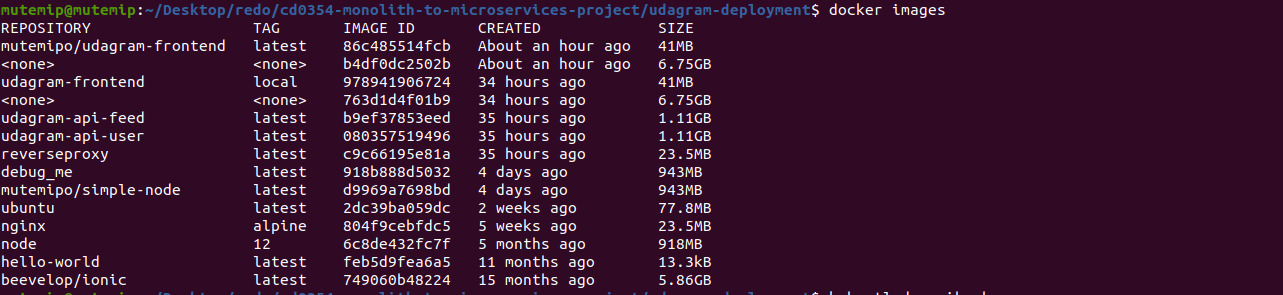 mutemip@mutemip:~/Desktop/redo/cd0354-monolith-to-microservices-project/udagram-deployment$ docker images
REPOSITORY TAG IMAGE ID CREATED SIZE
mutemipo/udagram-frontend latest 86c485514fcb About an hour ago 41MB
<none> <none> b4df0dc2502b About an hour ago 6.75GB
udagram-frontend local 978941906724 34 hours ago 41MB
<none> <none> 763d1d4f01b9 34 hours ago 6.75GB
udagram-api-feed latest b9ef37853eed 35 hours ago 1.11GB
udagram-api-user latest 080357519496 35 hours ago 1.11GB
reverseproxy latest c9c66195e81a 35 hours ago 23.5MB
debug_me latest 918b888d5032 4 days ago 943MB
mutemipo/simple-node latest d9969a7698bd 4 days ago 943MB
ubuntu latest 2dc39ba059dc 2 weeks ago 77.8MB
nginx alpine 804f9cebfdc5 5 weeks ago 23.5MB
node 12 6c8de432fc7f 5 months ago 918MB
hello-world latest feb5d9fea6a5 11 months ago 13.3kB
beevelop/ionic latest 749060b48224 15 months ago 5.86GB